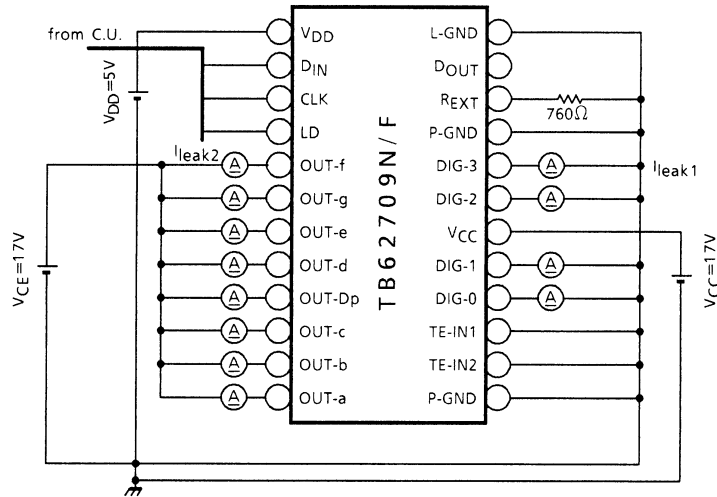 from C.U.
VDD
DIN
CLK
LD
OUT-f
OUT-g
OUT-e
OUT-d
OUT-Dp
OUT-c
OUT-b
OUT-a
VDD=5V
Ileak2
A
A
A
A
A
A
A
A
VCE=17V
TB62709N/F
L-GND
DOUT
REXT
P-GND
DIG-3
DIG-2
VCC
DIG-1
DIG-0
TE-IN1
TE-IN2
P-GND
760Ω
A
A
A
A
Ileak1
VCC=17V